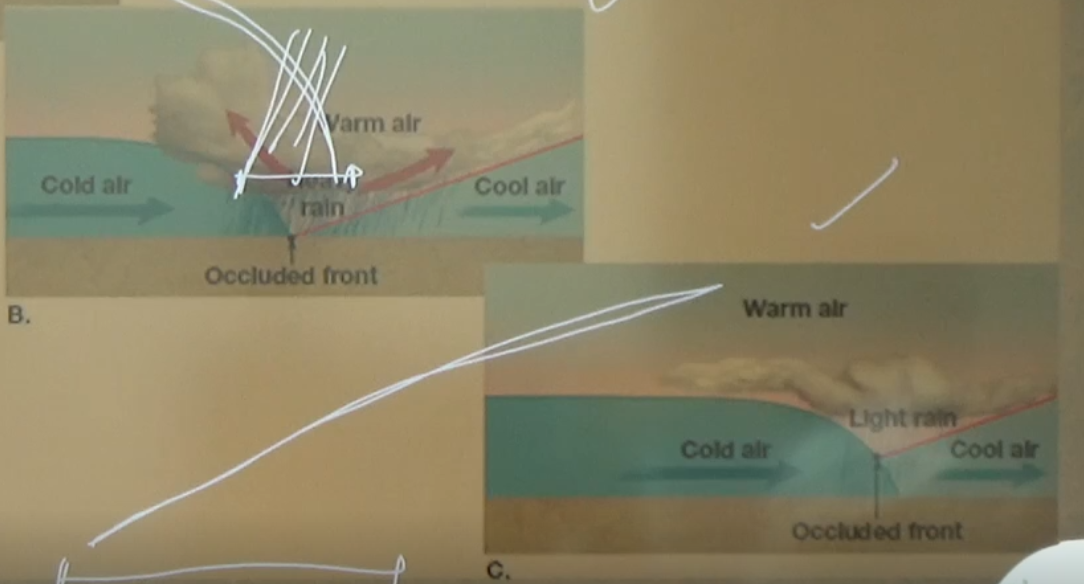 Warm air
Cold air
Cool air
rain
Occluded front
B.
Warm air
Light rain
Cold air
Cool air
Occluded front
C.